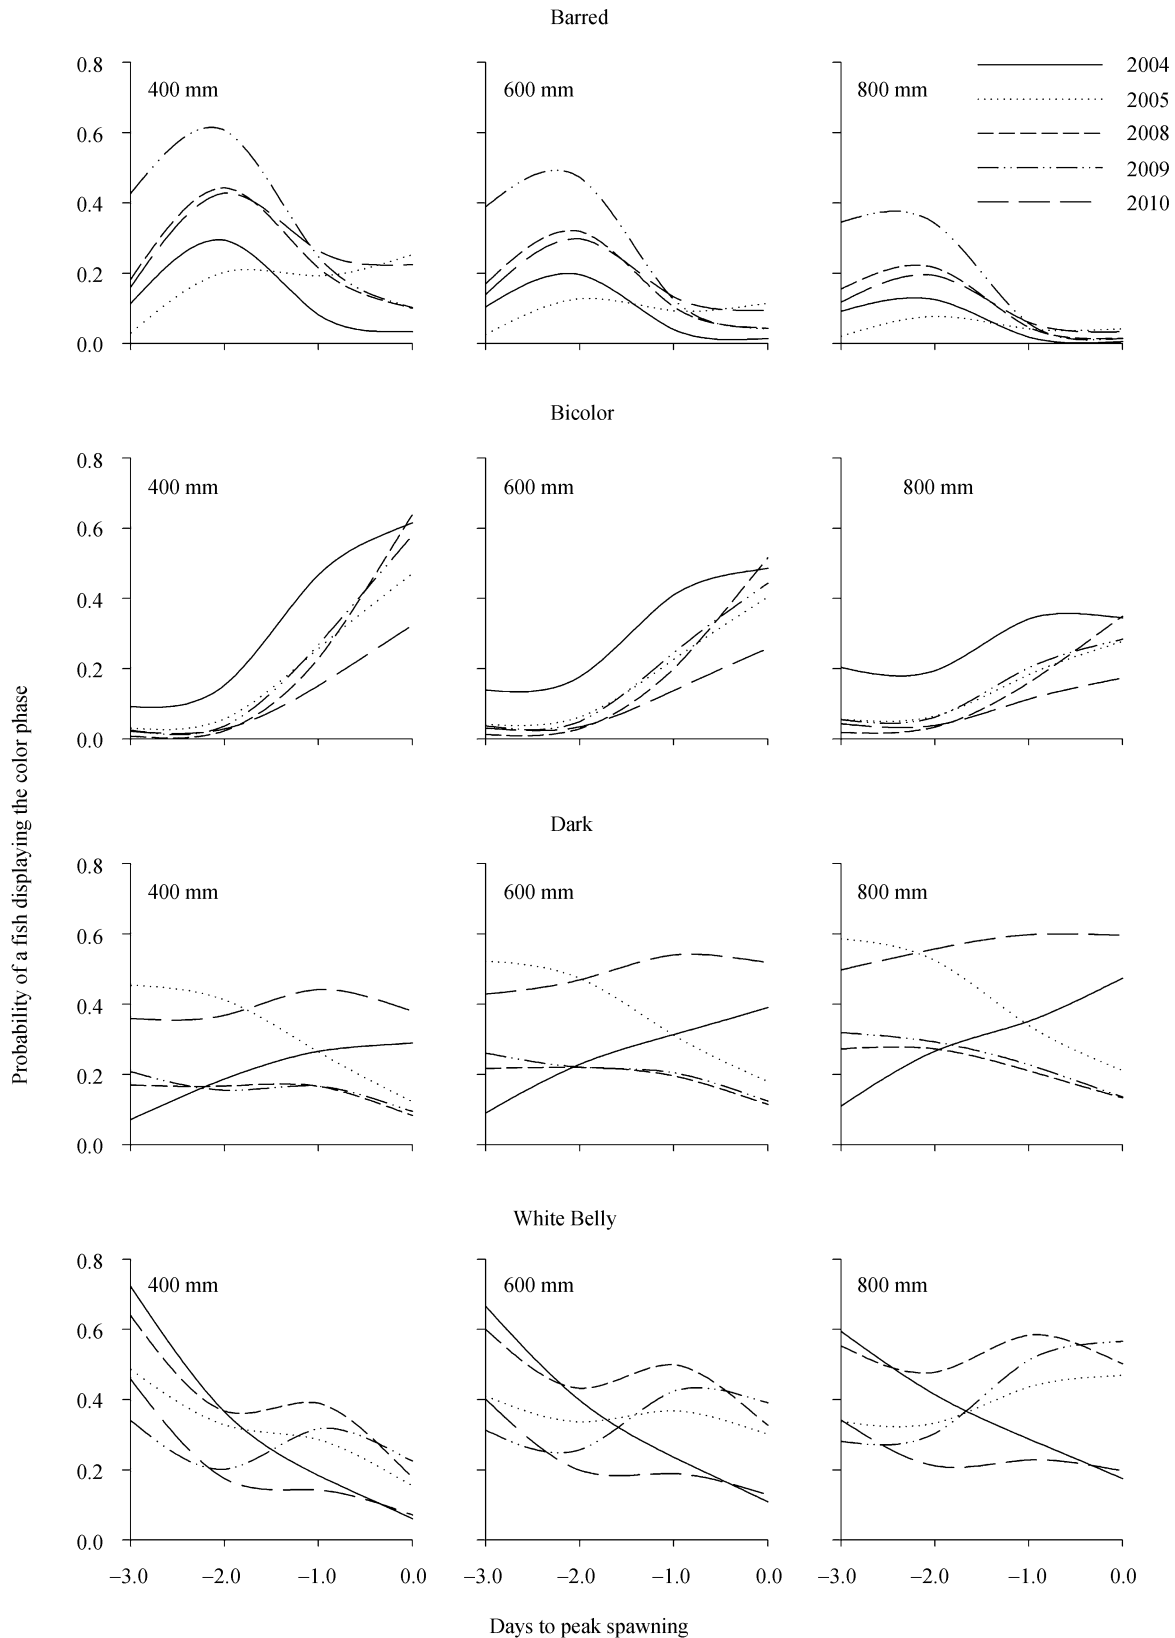 Barred
0.8
0.6
0.4
0.2
0.0
400 mm
600 mm
800 mm
2004
2005
2008
2009
2010
Bicolor
0.8
0.6
0.4
0.2
0.0
400 mm
600 mm
800 mm
Probability of a fish displaying the color phase
Dark
0.8
0.6
0.4
0.2
0.0
400 mm
600 mm
800 mm
White Belly
0.8
0.6
0.4
0.2
0.0
400 mm
600 mm
800 mm
–3.0 –2.0 –1.0 0.0
–3.0 –2.0 –1.0 0.0
–3.0 –2.0 –1.0 0.0
Days to peak spawning